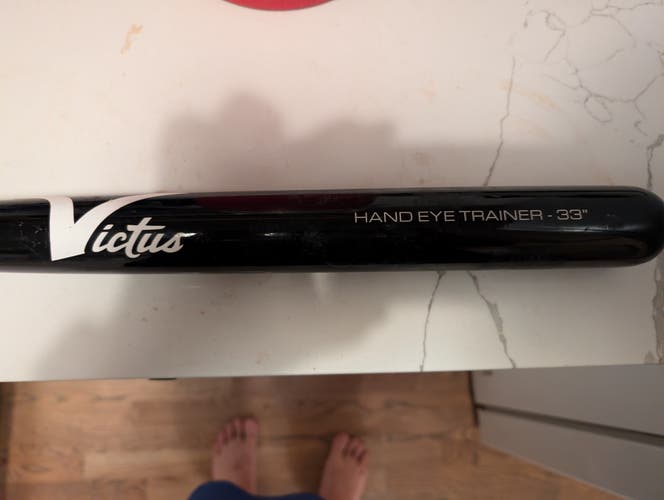 Victus
HAND EYE TRAINER - 33"